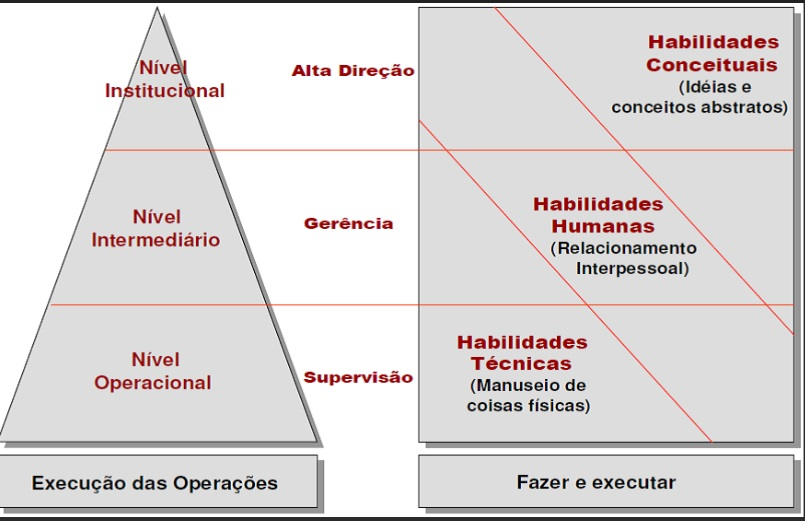 Nível
Institucional
Alta Direção
Habilidades
Conceituais
(Idéias e
conceitos abstratos)
Nível
Intermediário
Gerência
Habilidades
Humanas
(Relacionamento
Interpessoal)
Nível
Operacional
Supervisão
Habilidades
Técnicas
(Manuseio de
coisas físicas)
Execução das Operações
Fazer e executar